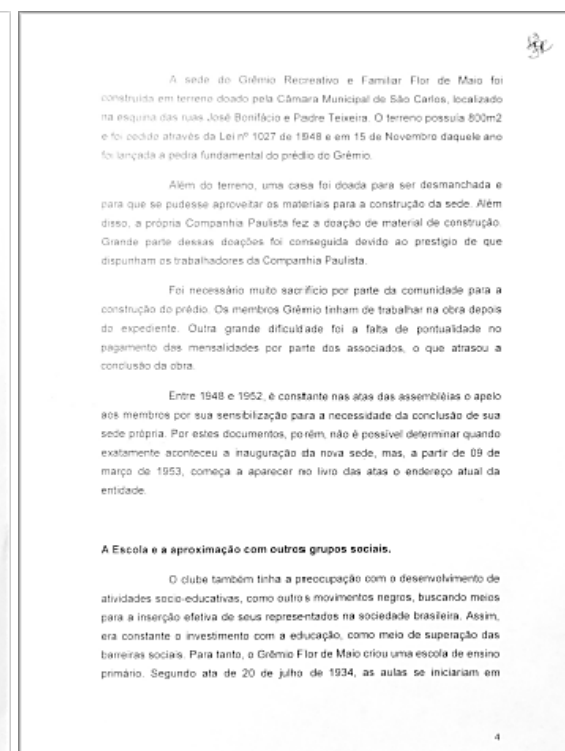 A sede do Grêmio Recreativo e Familiar Flor de Maio foi
construída em terreno doado pela Câmara Municipal de São Carlos, localizado
na esquina das ruas José Bonifácio e Padre Teixeira. O terreno possuía 800m2
e foi cedido através da Lei nº 1027 de 1948 e em 15 de Novembro daquele ano
foi lançada a pedra fundamental do prédio do Grêmio.
Além do terreno, uma casa foi doada para ser desmanchada e
para que se pudesse aproveitar os materiais para a construção da sede. Além
disso, a própria Companhia Paulista fez a doação de material de construção.
Grande parte dessas doações foi conseguida devido ao prestígio de que
dispunham os trabalhadores da Companhia Paulista.
Foi necessário muito sacrifício por parte da comunidade para a
construção do prédio. Os membros Grêmio tinham de trabalhar na obra depois
do expediente. Outra grande dificuldade foi a falta de pontualidade no
pagamento das mensalidades por parte dos associados, o que atrasou a
conclusão da obra.
Entre 1948 e 1952, é constante nas atas das assembléias o apelo
aos membros por sua sensibilização para a necessidade da conclusão de sua
sede própria. Por estes documentos, porém, não é possível determinar quando
exatamente aconteceu a inauguração da nova sede, mas, a partir de 09 de
março de 1953, começa a aparecer no livro das atas o endereço atual da
entidade.
A Escola e a aproximação com outros grupos sociais.
O clube também tinha a preocupação com o desenvolvimento de
atividades socio-educativas, como outros movimentos negros, buscando meios
para a inserção efetiva de seus representados na sociedade brasileira. Assim,
era constante o investimento com a educação, como meio de superação das
barreiras sociais. Para tanto, o Grêmio Flor de Maio criou uma escola de ensino
primário. Segundo ata de 20 de julho de 1934, as aulas se iniciariam em
4